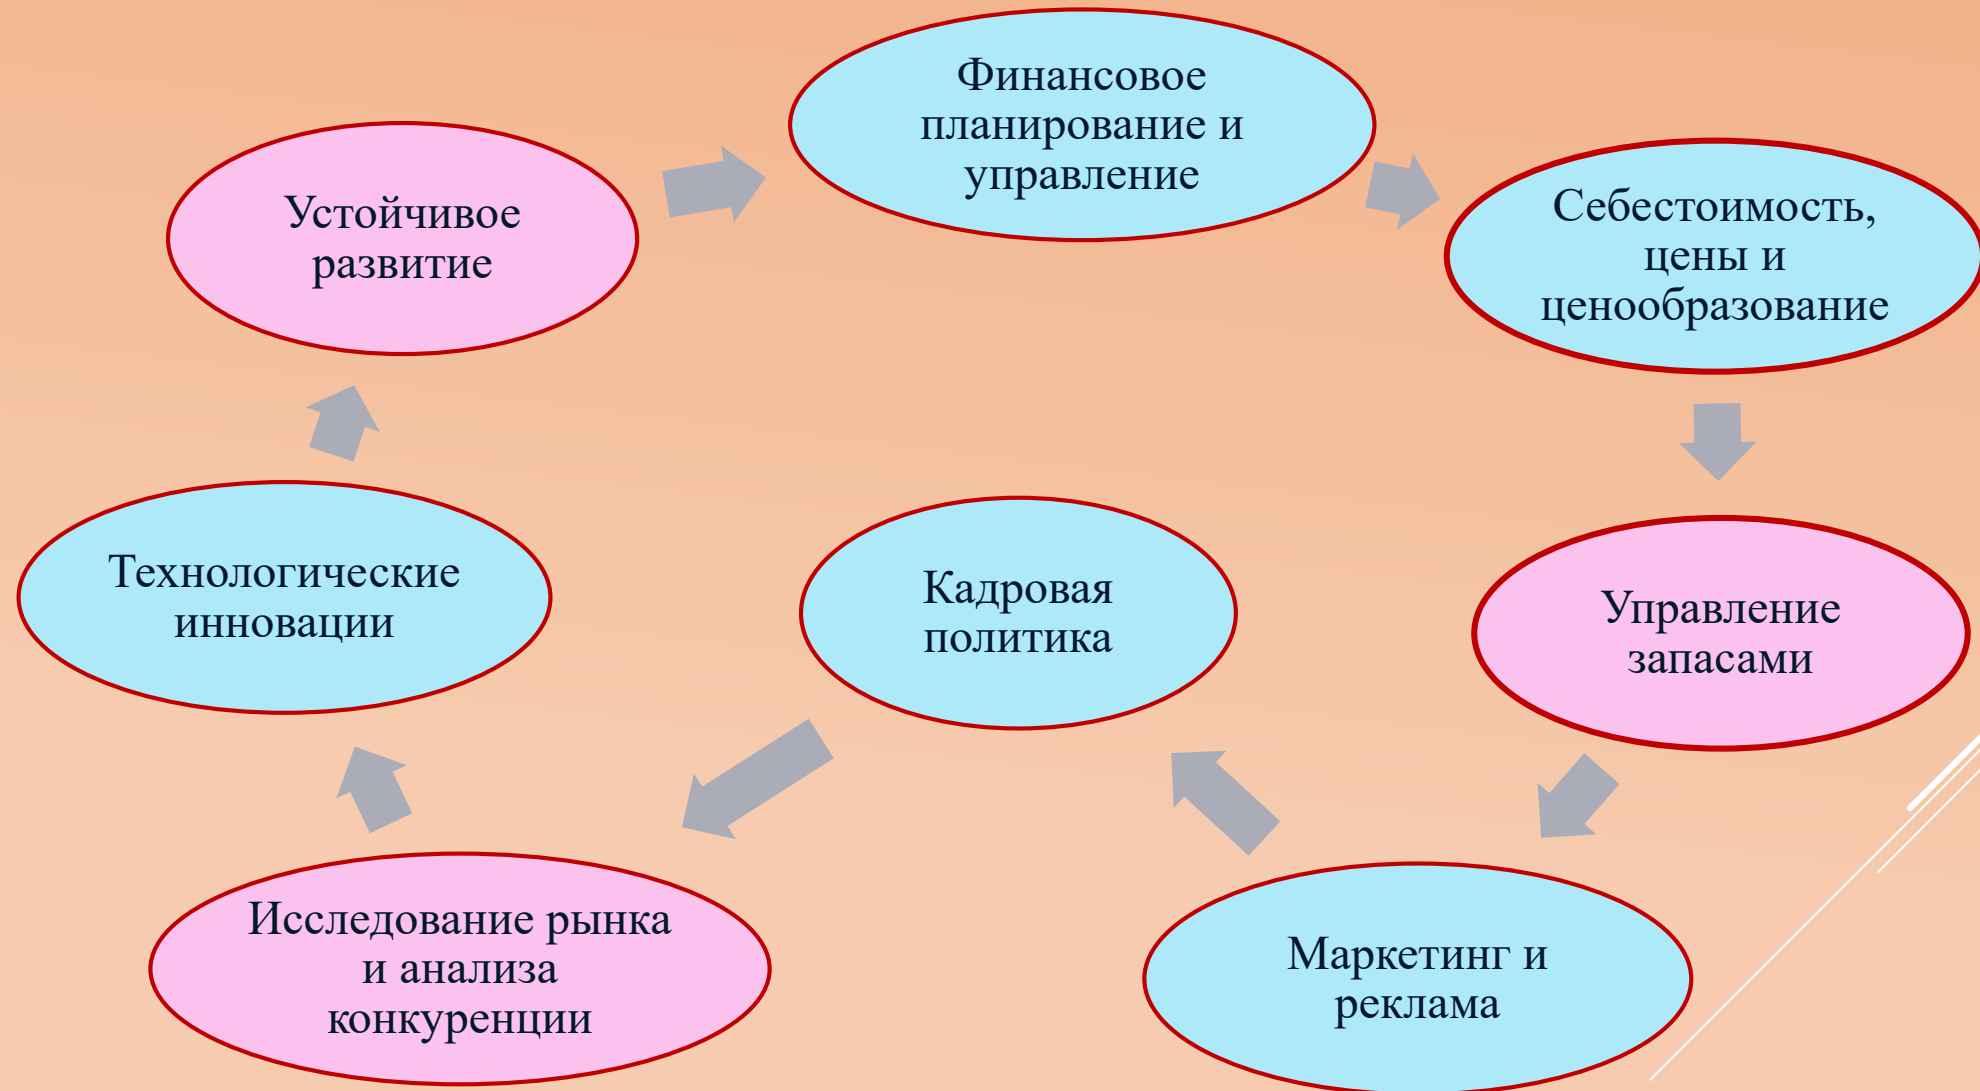 Финансовое
планирование и
управление
Себестоимость,
цены и
ценообразование
Управление
запасами
Маркетинг и
реклама
Кадровая
политика
Исследование рынка
и анализа
конкуренции
Технологические
инновации
Устойчивое
развитие